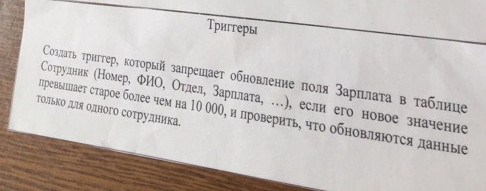 Триггеры
Создать триггер, который запрещает обновление поля Зарплата в таблице
Сотрудник (Номер, ФИО, Отдел, Зарплата, …), если его новое значение
превышает старое более чем на 10 000, и проверить, что обновляются данные
только для одного сотрудника.